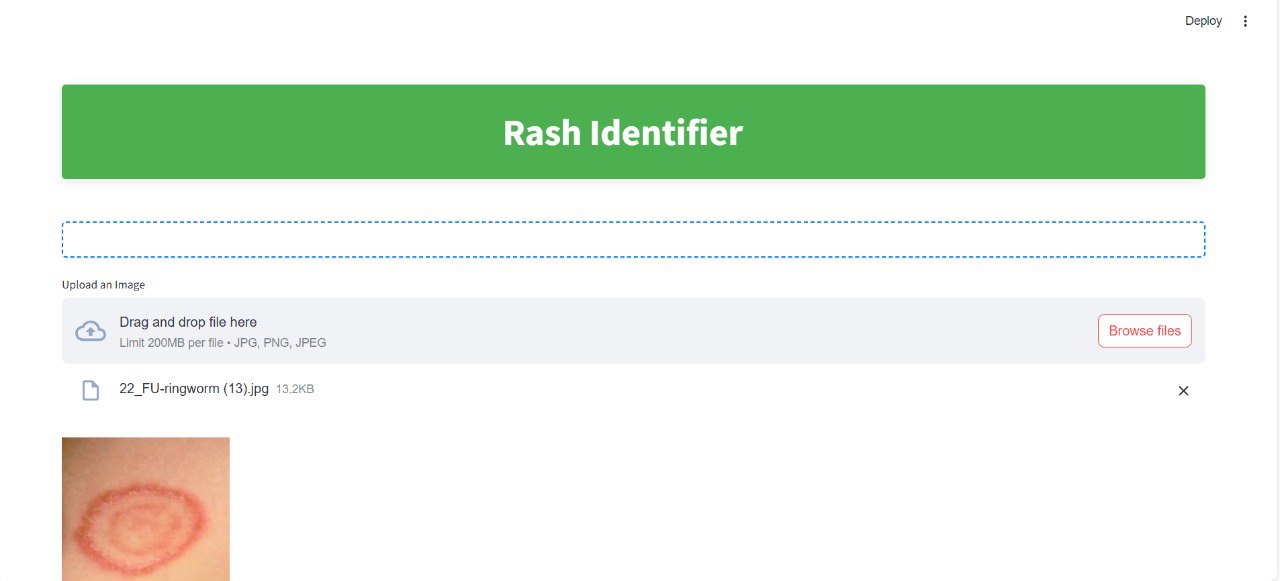 Deploy
Rash Identifier
Upload an Image
Drag and drop file here
Browse files
Limit 200MB per file • JPG, PNG, JPEG
22_FU-ringworm (13).jpg 13.2KB